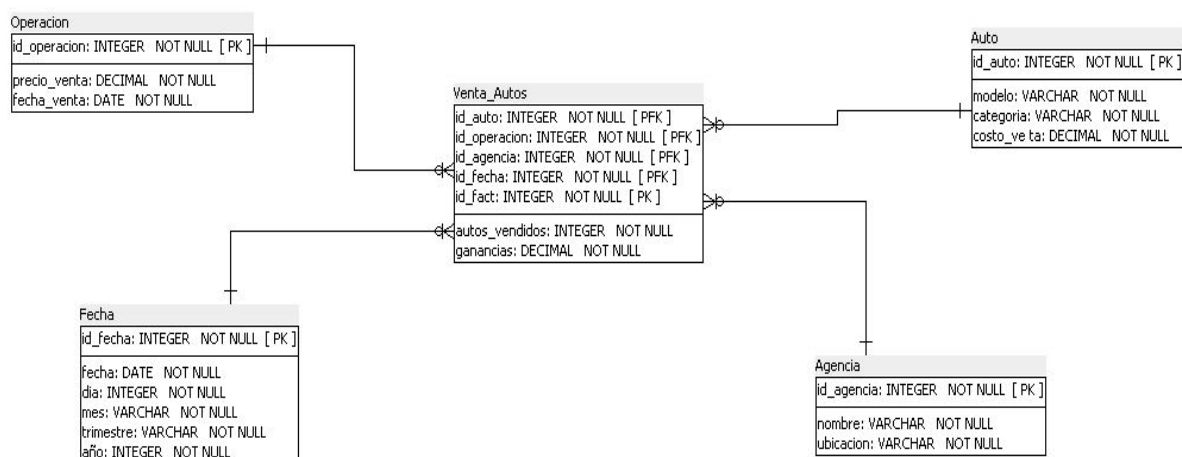 Operacion
id_operacion: INTEGER NOT NULL [ PK ]
precio_venta: DECIMAL NOT NULL
fecha_venta: DATE NOT NULL
Auto
id_auto: INTEGER NOT NULL [ PK ]
modelo: VARCHAR NOT NULL
categoria: VARCHAR NOT NULL
costo_ve ta: DECIMAL NOT NULL
Venta_Autos
id_auto: INTEGER NOT NULL [ PFK ]
id_operacion: INTEGER NOT NULL [ PFK ]
id_agencia: INTEGER NOT NULL [ PFK ]
id_fecha: INTEGER NOT NULL [ PFK ]
id_fact: INTEGER NOT NULL [ PK ]
autos_vendidos: INTEGER NOT NULL
ganancias: DECIMAL NOT NULL
Fecha
id_fecha: INTEGER NOT NULL [ PK ]
fecha: DATE NOT NULL
dia: INTEGER NOT NULL
mes: VARCHAR NOT NULL
trimestre: VARCHAR NOT NULL
año: INTEGER NOT NULL
Agencia
id_agencia: INTEGER NOT NULL [ PK ]
nombre: VARCHAR NOT NULL
ubicacion: VARCHAR NOT NULL